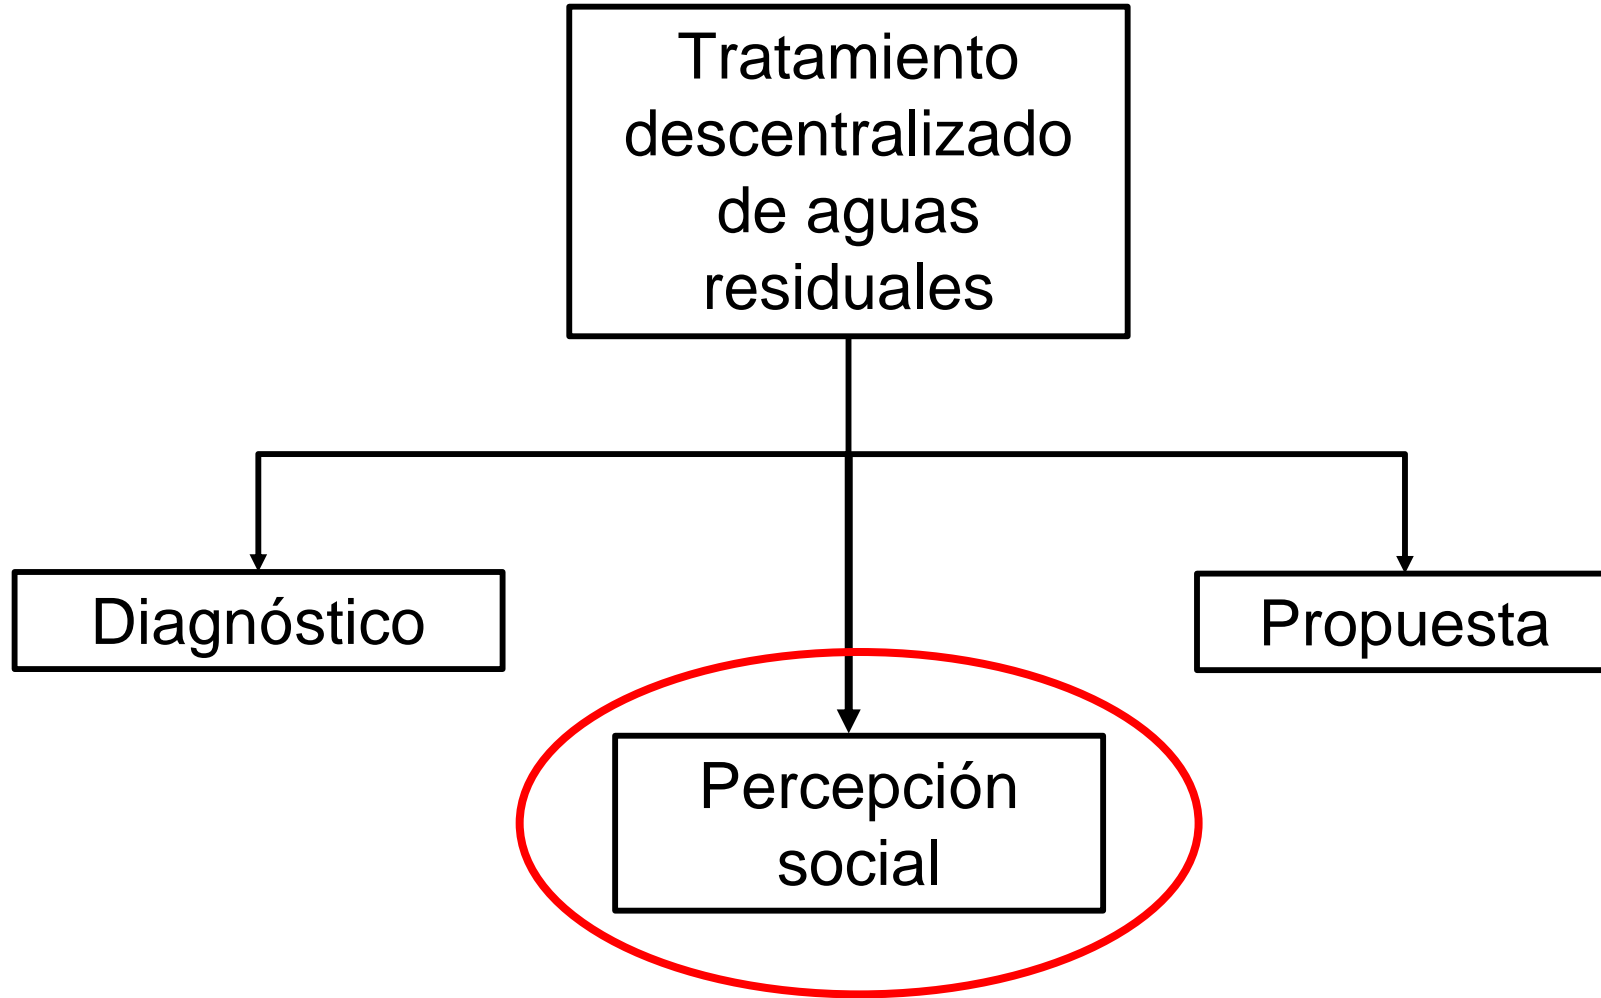 Tratamiento
descentralizado
de aguas
residuales
Diagnóstico
Propuesta
Percepción
social